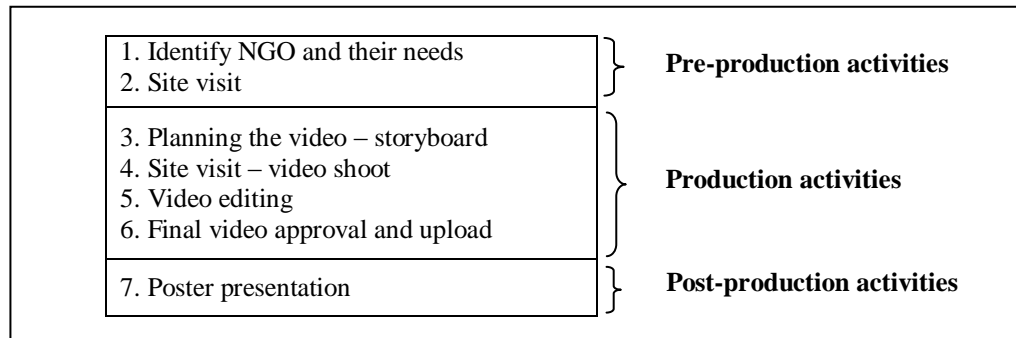 1. Identify NGO and their needs
2. Site visit
Pre-production activities
3. Planning the video – storyboard
4. Site visit – video shoot
5. Video editing
6. Final video approval and upload
Production activities
7. Poster presentation
Post-production activities